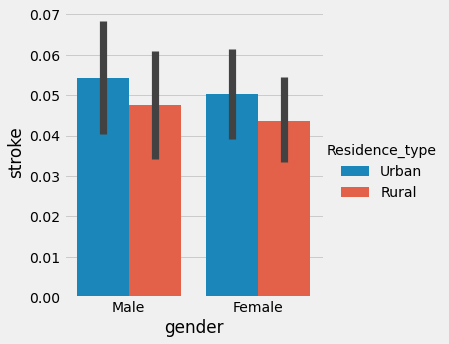 0.07
0.06
0.05
0.04
0.03
0.02
0.01
0.00
stroke
Male
Female
gender
Residence_type
Urban
Rural